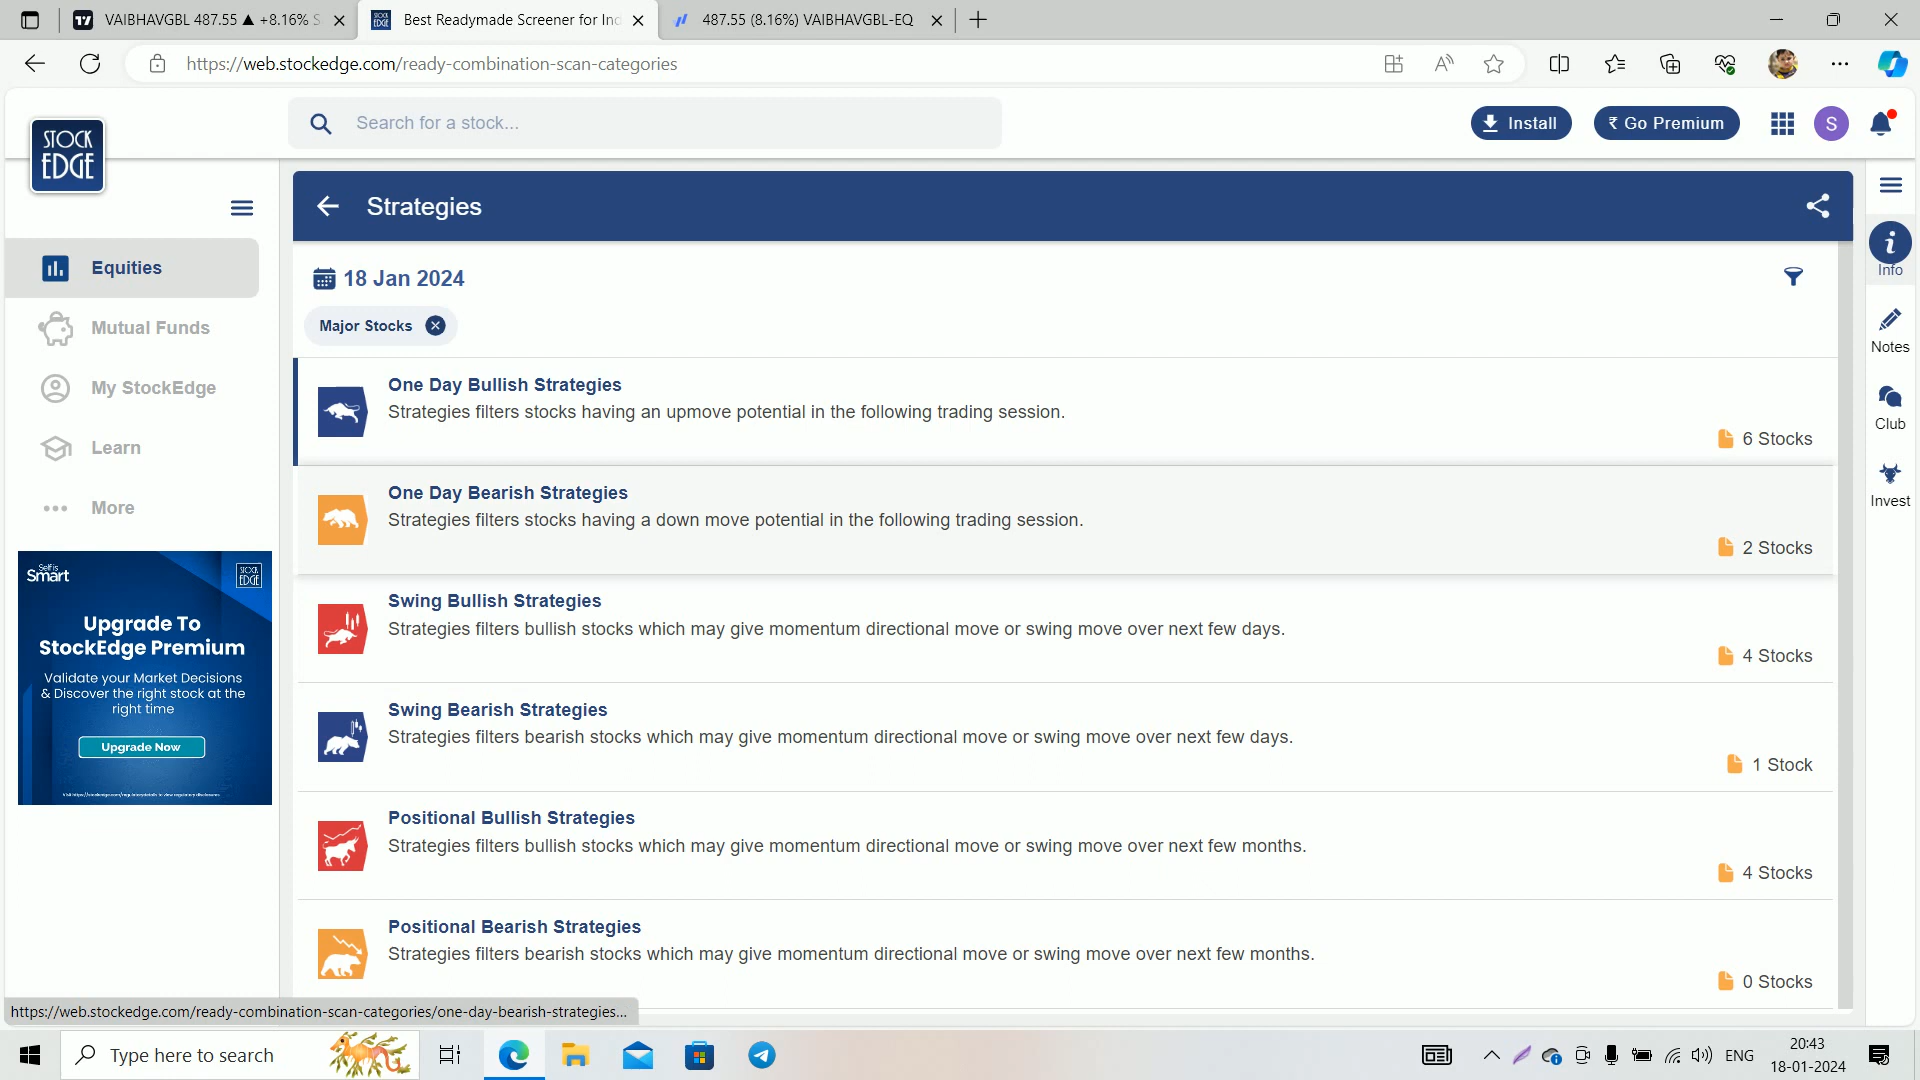 VAIBHAVGBL 487.55 ▲ +8.16% S
Best Readymade Screener for Ind
487.55 (8.16%) VAIBHAVGBL-EQ
https://web.stockedge.com/ready-combination-scan-categories
STOCK
EDGE
Search for a stock...
Install
₹ Go Premium
S
Strategies
Equities
Mutual Funds
My StockEdge
Learn
More
18 Jan 2024
Major Stocks
One Day Bullish Strategies
Strategies filters stocks having an upmove potential in the following trading session.
6 Stocks
One Day Bearish Strategies
Strategies filters stocks having a down move potential in the following trading session.
2 Stocks
Swing Bullish Strategies
Strategies filters bullish stocks which may give momentum directional move or swing move over next few days.
4 Stocks
Swing Bearish Strategies
Strategies filters bearish stocks which may give momentum directional move or swing move over next few days.
1 Stock
Positional Bullish Strategies
Strategies filters bullish stocks which may give momentum directional move or swing move over next few months.
4 Stocks
Positional Bearish Strategies
Strategies filters bearish stocks which may give momentum directional move or swing move over next few months.
0 Stocks
Info
Notes
Club
Invest
Self is
Smart
STOCK
EDGE
Upgrade To
StockEdge Premium
Validate your Market Decisions
& Discover the right stock at the
right time
Upgrade Now
https://web.stockedge.com/ready-combination-scan-categories/one-day-bearish-strategies...
Type here to search
ENG
20:43
18-01-2024